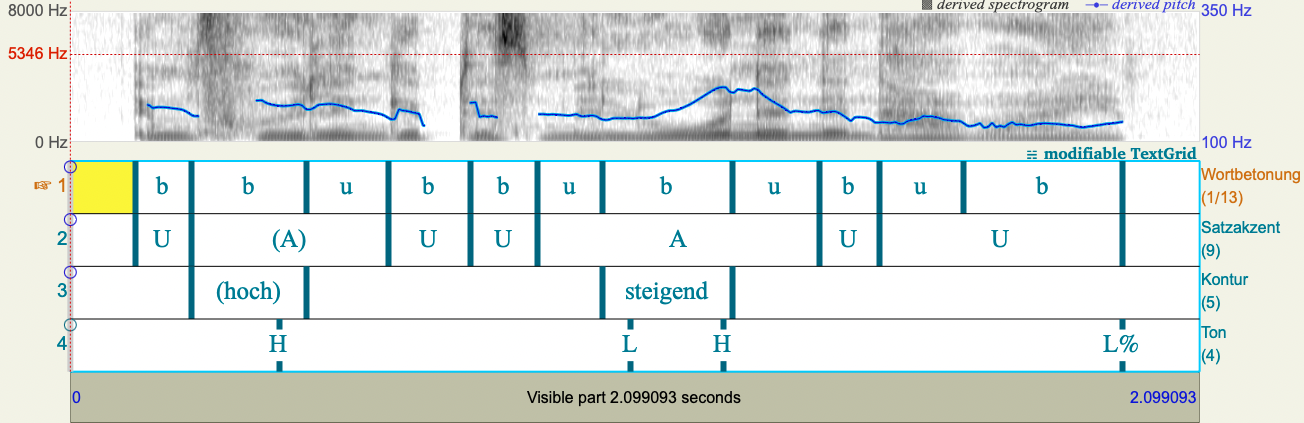 8000 Hz derived spectrogram derived pitch 350 Hz
5346 Hz
0 Hz 100 Hz
modifiable TextGrid
1 b b u b b u b u b u b Wortbetonung (1/13)
2 U (A) U U A U U Satzakzent (9)
3 (hoch) steigend Kontur (5)
4 H L H L% Ton (4)
0 Visible part 2.099093 seconds 2.099093